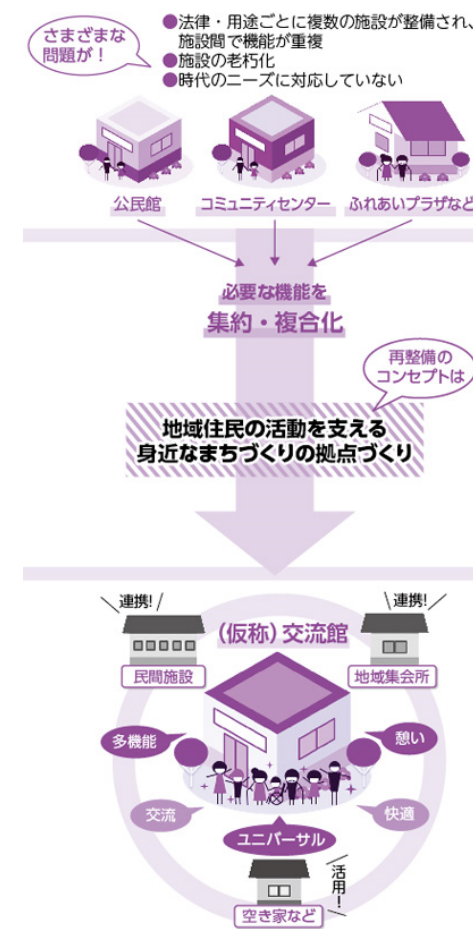 さまざまな
問題が！
●法律・用途ごとに複数の施設が整備され、
施設間で機能が重複
●施設の老朽化
●時代のニーズに対応していない
公民館
コミュニティセンター
ふれあいプラザなど
必要な機能を
集約・複合化
再整備の
コンセプトは
地域住民の活動を支える
身近なまちづくりの拠点づくり
連携!
連携!
(仮称)交流館
民間施設
地域集会所
多機能
憩い
交流
快適
ユニバーサル
活用!
空き家など